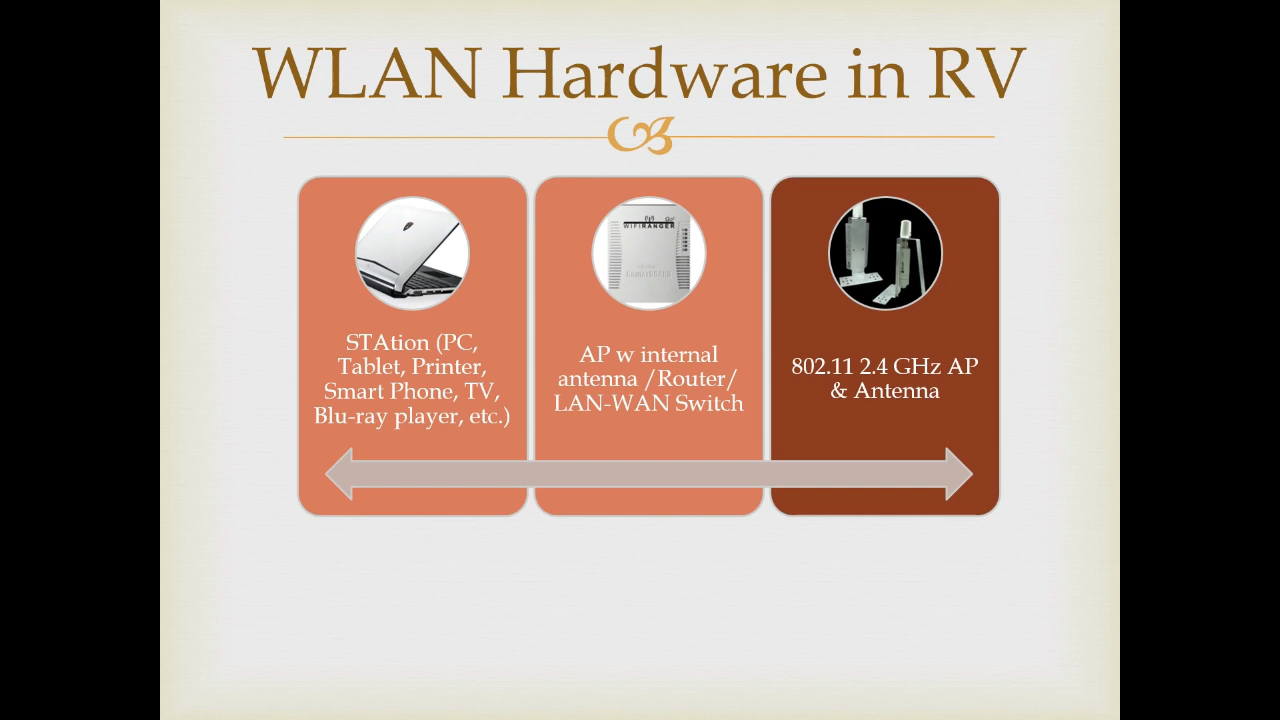 WLAN Hardware in RV
STAtion (PC,
Tablet, Printer,
Smart Phone, TV,
Blu-ray player, etc.)
WIFIRANGER
AP w internal
antenna /Router/
LAN-WAN Switch
802.11 2.4 GHz AP
& Antenna